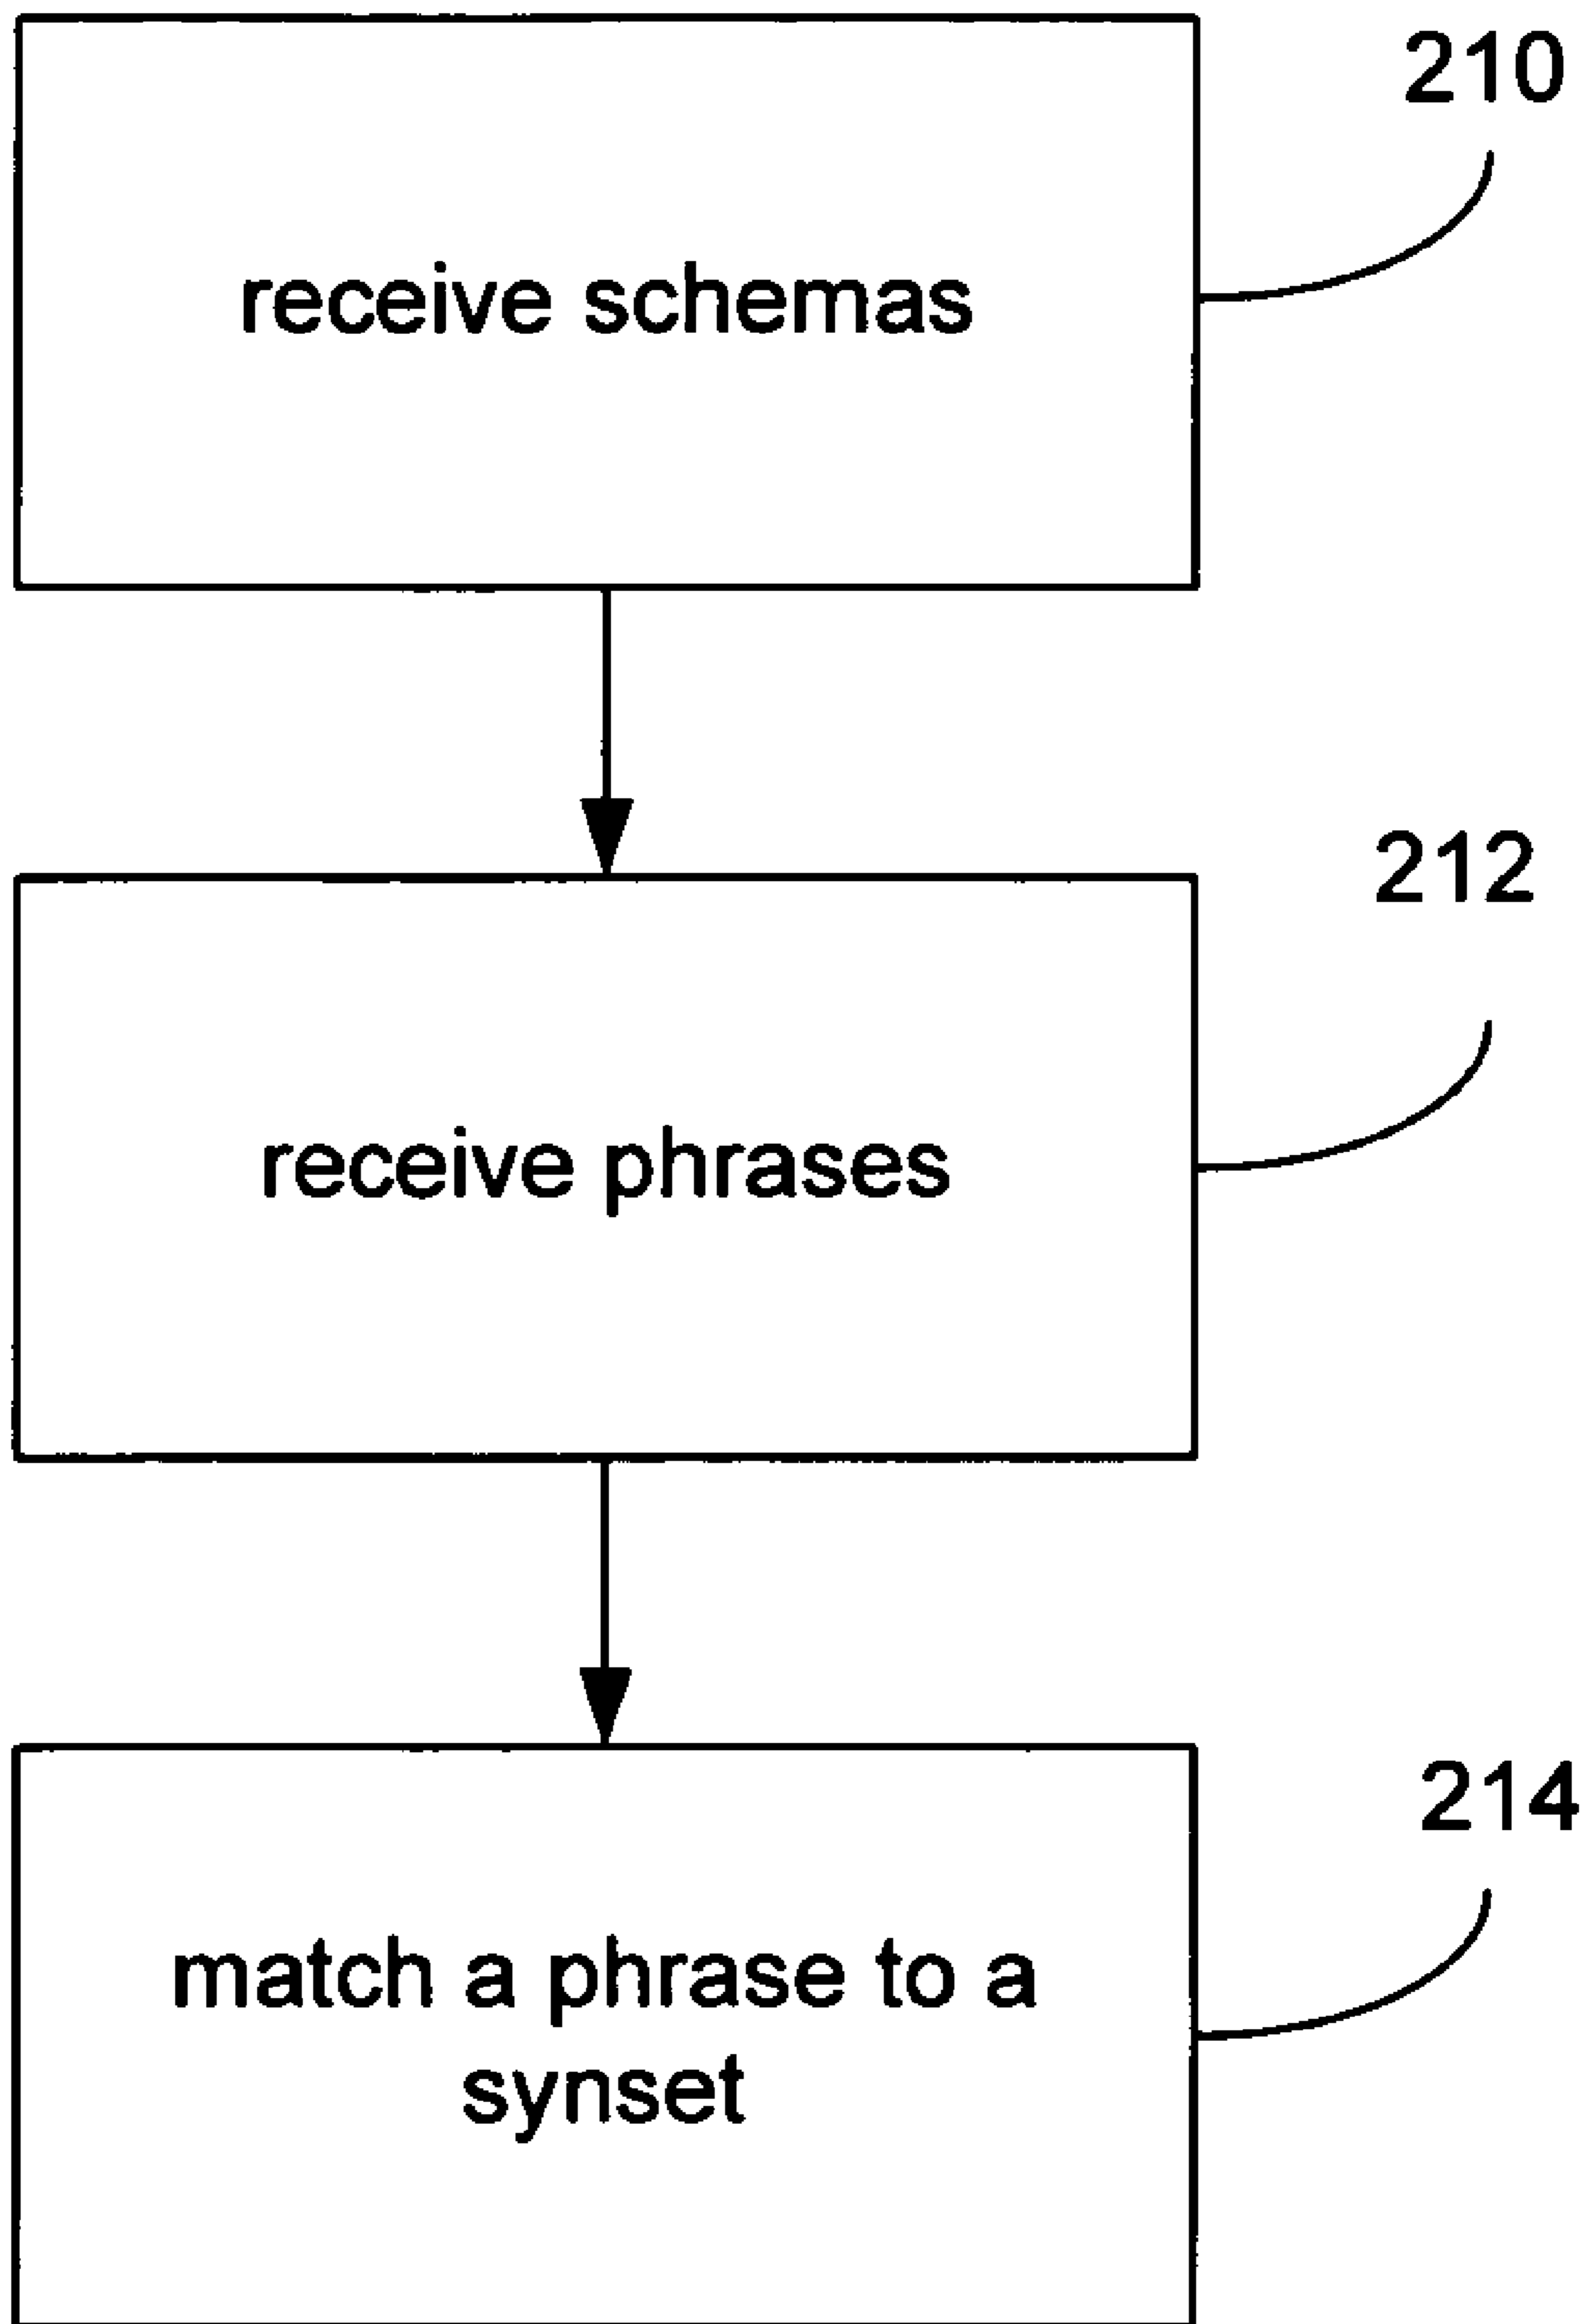 210
receive schemas
212
receive phrases
214
match a phrase to a
synset